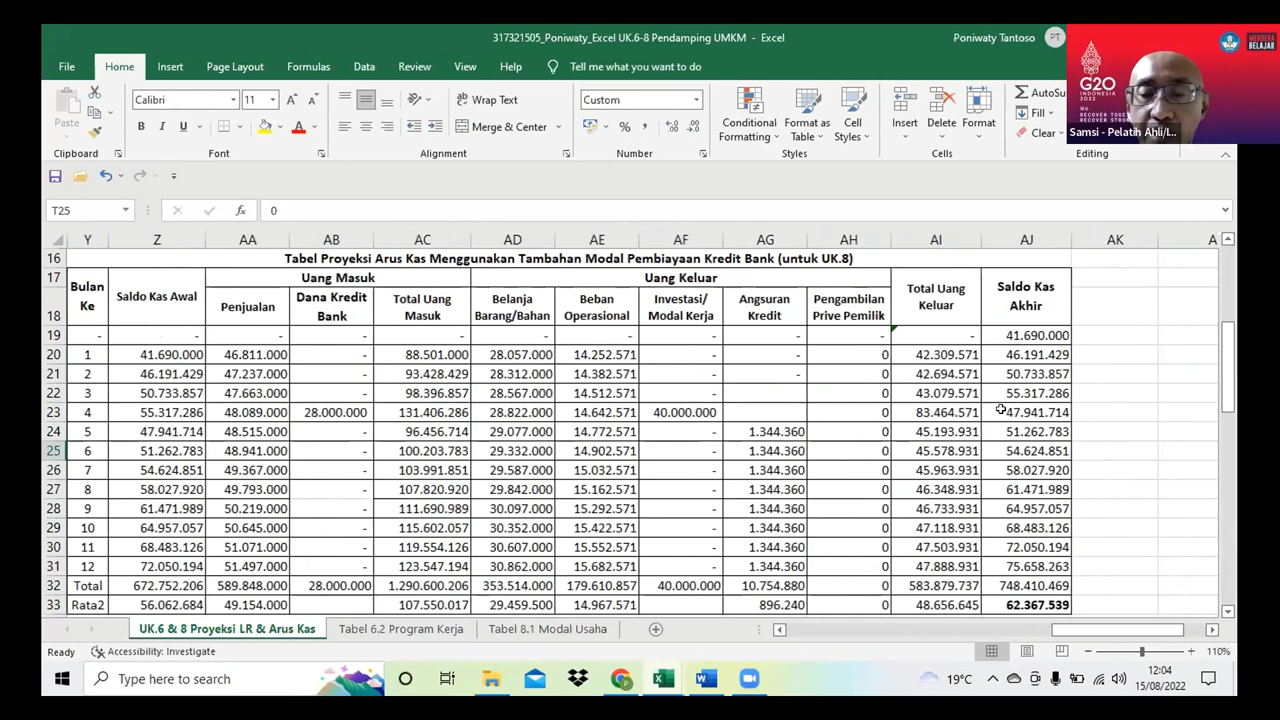 317321505_Poniwaty_Excel UK.6-8 Pendamping UMKM - Excel
Poniwaty Tantoso
PT
MERDEKA
BELAJAR
G20
INDONESIA
2022
RECOVER TOGETHER
RECOVER STRONGER
Samsi - Pelatih Ahli/I...
File Home Insert Page Layout Formulas Data Review View Help Tell me what you want to do
Paste
Calibri 11
B I U
Wrap Text
Merge & Center
Custom
Conditional Formatting
Format as Table
Cell Styles
Insert Delete Format
AutoSu
Fill
Clear
Clipboard Font Alignment Number Styles Cells Editing
T25 fx 0
Y Z AA AB AC AD AE AF AG AH AI AJ AK A
16 Tabel Proyeksi Arus Kas Menggunakan Tambahan Modal Pembiayaan Kredit Bank (untuk UK.8)
17 Bulan Ke Saldo Kas Awal Uang Masuk Uang Keluar Total Uang Keluar Saldo Kas Akhir
18 Penjualan Dana Kredit Bank Total Uang Masuk Belanja Barang/Bahan Beban Operasional Investasi/ Modal Kerja Angsuran Kredit Pengambilan Prive Pemilik
19 - - - - - - - - - - - 41.690.000
20 1 41.690.000 46.811.000 - 88.501.000 28.057.000 14.252.571 - - 0 42.309.571 46.191.429
21 2 46.191.429 47.237.000 - 93.428.429 28.312.000 14.382.571 - - 0 42.694.571 50.733.857
22 3 50.733.857 47.663.000 - 98.396.857 28.567.000 14.512.571 - 0 43.079.571 55.317.286
23 4 55.317.286 48.089.000 28.000.000 131.406.286 28.822.000 14.642.571 40.000.000 0 83.464.571 47.941.714
24 5 47.941.714 48.515.000 - 96.456.714 29.077.000 14.772.571 - 1.344.360 0 45.193.931 51.262.783
25 6 51.262.783 48.941.000 - 100.203.783 29.332.000 14.902.571 - 1.344.360 0 45.578.931 54.624.851
26 7 54.624.851 49.367.000 - 103.991.851 29.587.000 15.032.571 - 1.344.360 0 45.963.931 58.027.920
27 8 58.027.920 49.793.000 - 107.820.920 29.842.000 15.162.571 - 1.344.360 0 46.348.931 61.471.989
28 9 61.471.989 50.219.000 - 111.690.989 30.097.000 15.292.571 - 1.344.360 0 46.733.931 64.957.057
29 10 64.957.057 50.645.000 - 115.602.057 30.352.000 15.422.571 - 1.344.360 0 47.118.931 68.483.126
30 11 68.483.126 51.071.000 - 119.554.126 30.607.000 15.552.571 - 1.344.360 0 47.503.931 72.050.194
31 12 72.050.194 51.497.000 - 123.547.194 30.862.000 15.682.571 - 1.344.360 0 47.888.931 75.658.263
32 Total 672.752.206 589.848.000 28.000.000 1.290.600.206 353.514.000 179.610.857 40.000.000 10.754.880 0 583.879.737 748.410.469
33 Rata2 56.062.684 49.154.000 107.550.017 29.459.500 14.967.571 896.240 0 48.656.645 62.367.539
UK.6 & 8 Proyeksi LR & Arus Kas Tabel 6.2 Program Kerja Tabel 8.1 Modal Usaha
Ready Accessibility: Investigate 110%
Type here to search
19°C
12:04
15/08/2022